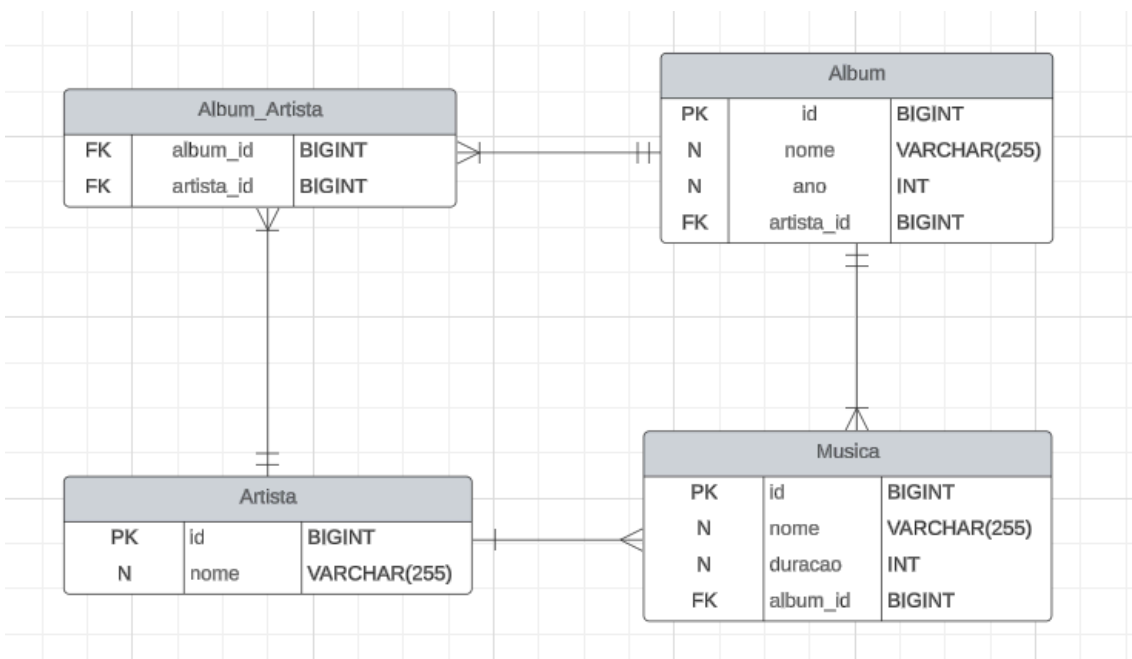 Album_Artista
FK album_id BIGINT
FK artista_id BIGINT
Album
PK id BIGINT
N nome VARCHAR(255)
N ano INT
FK artista_id BIGINT
Artista
PK id BIGINT
N nome VARCHAR(255)
Musica
PK id BIGINT
N nome VARCHAR(255)
N duracao INT
FK album_id BIGINT